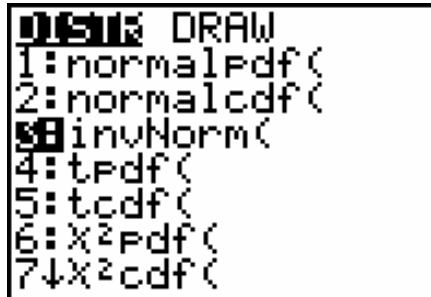 DISTR DRAW
1:normalpdf(
2:normalcdf(
3:invNorm(
4:tpdf(
5:tcdf(
6:X²pdf(
7↓X²cdf(